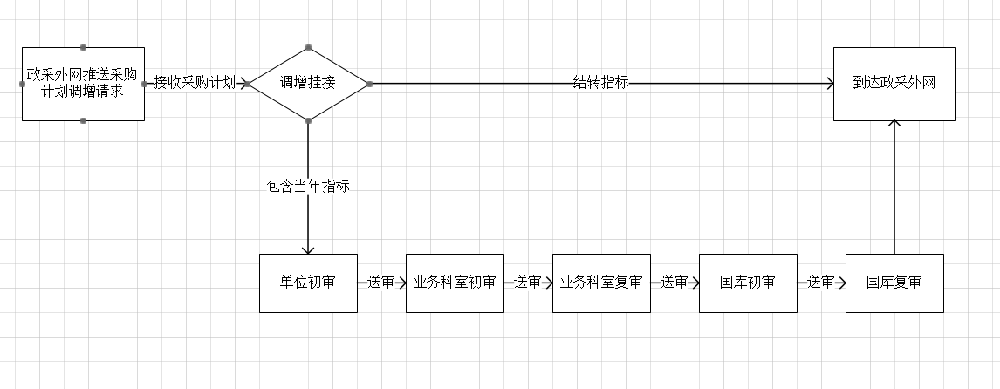 政采外网推送采购
计划调增请求
接收采购计划
调增挂接
结转指标
到达政采外网
包含当年指标
单位初审
送审
业务科室初审
送审
业务科室复审
送审
国库初审
送审
国库复审